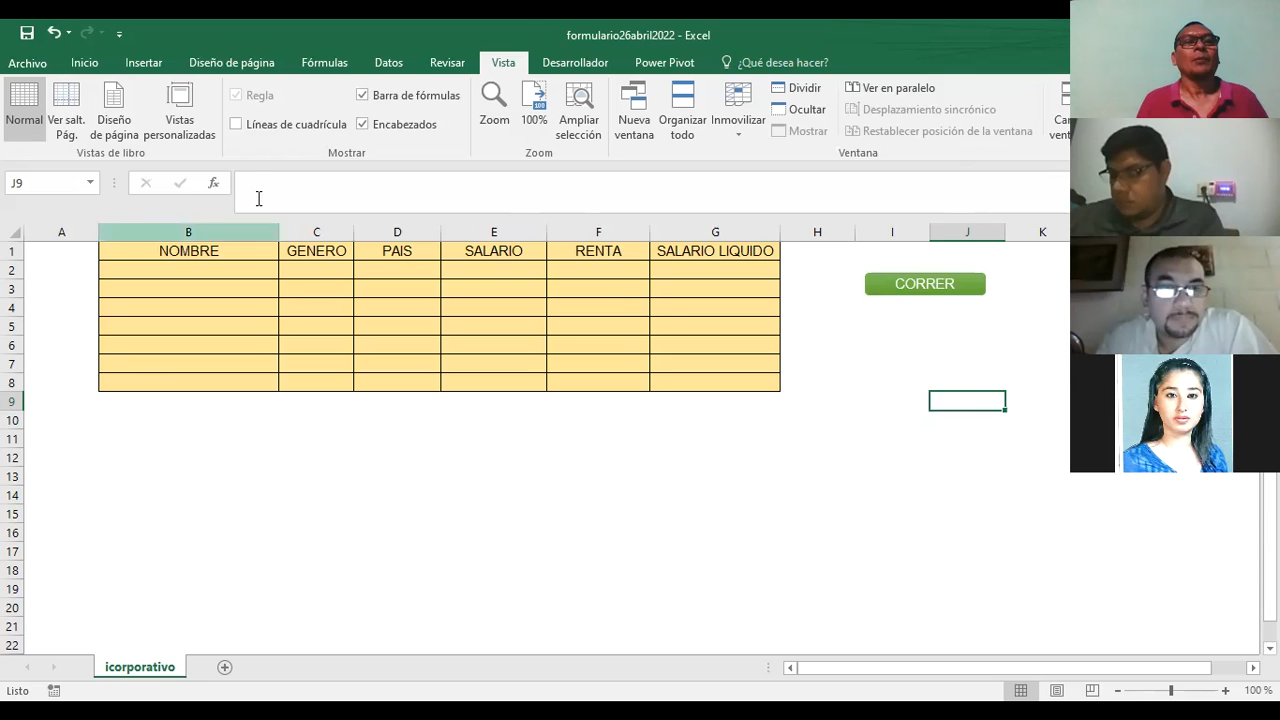 formulario26abril2022 - Excel
Archivo Inicio Insertar Diseño de página Fórmulas Datos Revisar Vista Desarrollador Power Pivot ¿Qué desea hacer?
Normal
Ver salt. Pág.
Diseño de página
Vistas personalizadas
Vistas de libro
Regla
Barra de fórmulas
Líneas de cuadrícula
Encabezados
Mostrar
Zoom
100%
Ampliar selección
Zoom
Nueva ventana
Organizar todo
Inmovilizar
Dividir
Ocultar
Mostrar
Ver en paralelo
Desplazamiento sincrónico
Restablecer posición de la ventana
Ventana
J9 fx
A B C D E F G H I J K
1 NOMBRE GENERO PAIS SALARIO RENTA SALARIO LIQUIDO
2
CORRER
3
4
5
6
7
8
9
10
11
12
13
14
15
16
17
18
19
20
21
22
icorporativo
Listo 100 %